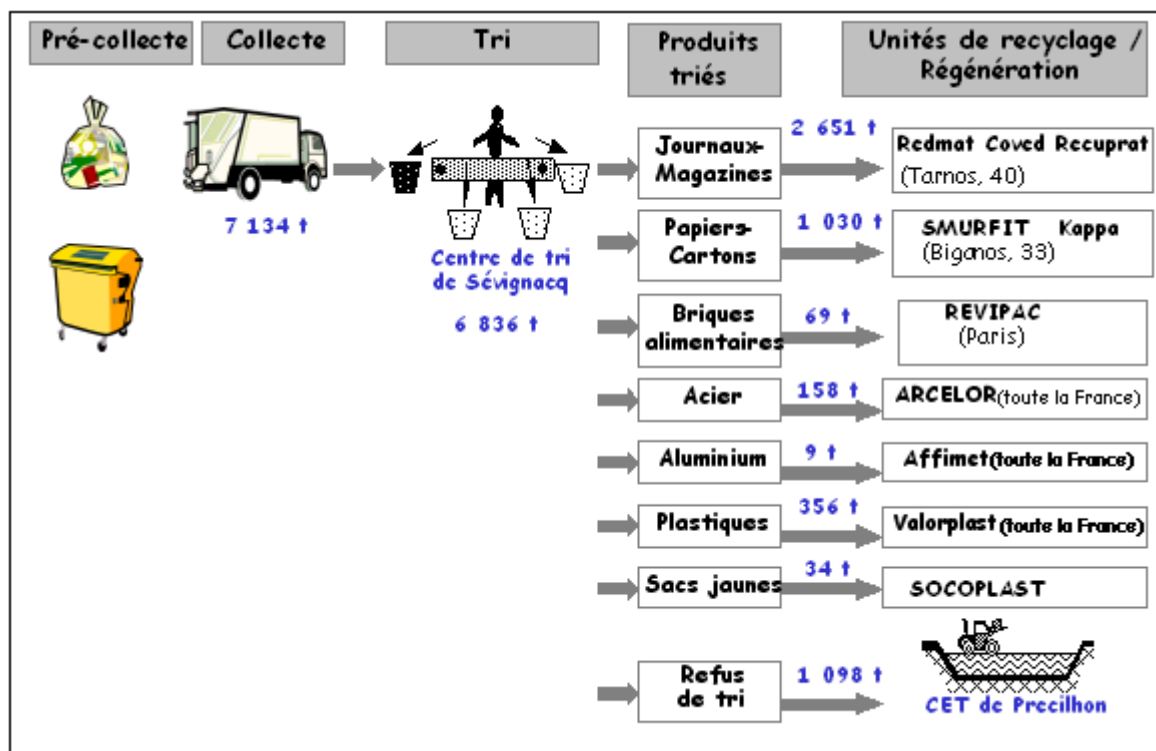 Pré-collecte
Collecte
Tri
Produits
triés
Unités de recyclage /
Régénération
7 134 t
Centre de tri
de Sévignacq
6 836 t
Journaux-
Magazines
2 651 t
Redmat Coved Recuprat
(Tarnos, 40)
Papiers-
Cartons
1 030 t
SMURFIT Kappa
(Biganos, 33)
Briques
alimentaires
69 t
REVIPAC
(Paris)
Acier
158 t
ARCELOR(toute la France)
Aluminium
9 t
Affimet(toute la France)
Plastiques
356 t
Valorplast(toute la France)
Sacs jaunes
34 t
SOCOPLAST
Refus
de tri
1 098 t
CET de Precilhon